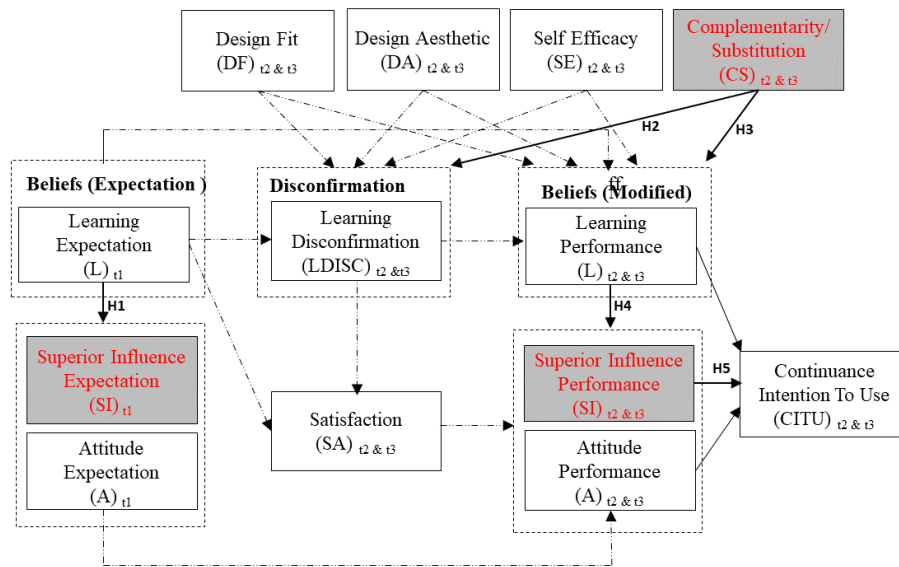 Design Fit
(DF) t2 & t3
Design Aesthetic
(DA) t2 & t3
Self Efficacy
(SE) t2 & t3
Complementarity/
Substitution
(CS) t2 & t3
H2
H3
Beliefs (Expectation )
Disconfirmation
ff
Beliefs (Modified)
Learning
Expectation
(L) t1
Learning
Disconfirmation
(LDISC) t2 &t3
Learning
Performance
(L) t2 & t3
H1
H4
Superior Influence
Expectation
(SI) t1
Superior Influence
Performance
(SI) t2 & t3
H5
Continuance
Intention To Use
(CITU) t2 & t3
Satisfaction
(SA) t2 & t3
Attitude
Expectation
(A) t1
Attitude
Performance
(A) t2 & t3